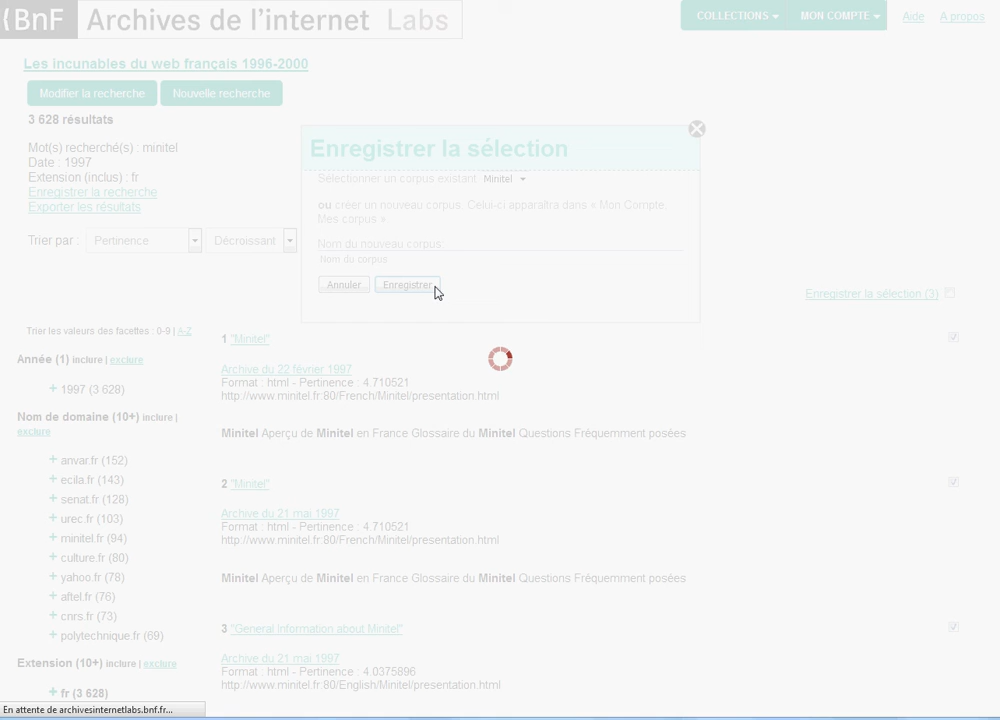 BnF Archives de l'internet Labs
COLLECTIONS MON COMPTE Aide A propos
Les incunables du web français 1996-2000
Modifier la recherche Nouvelle recherche
3 628 résultats
Mot(s) recherché(s) : minitel
Date : 1997
Extension (inclus) : fr
Enregistrer la recherche
Exporter les résultats
Trier par : Pertinence Décroissant
Enregistrer la sélection
Sélectionner un corpus existant: Minitel
ou créer un nouveau corpus. Celui-ci apparaîtra dans « Mon Compte:
Mes corpus ».
Nom du nouveau corpus:
Nom du corpus
Annuler Enregistrer
Enregistrer la sélection (3)
Trier les valeurs des facettes : 0-9 | A-Z
Année (1) inclure | exclure
+ 1997 (3 628)
Nom de domaine (10+) inclure |
exclure
+ anvar.fr (152)
+ ecila.fr (143)
+ senat.fr (128)
+ urec.fr (103)
+ minitel.fr (94)
+ culture.fr (80)
+ yahoo.fr (78)
+ aftel.fr (76)
+ cnrs.fr (73)
+ polytechnique.fr (69)
Extension (10+) inclure | exclure
+ fr (3 628)
1 "Minitel"
Archive du 22 février 1997
Format : html - Pertinence : 4.710521
http://www.minitel.fr:80/French/Minitel/presentation.html
Minitel Aperçu de Minitel en France Glossaire du Minitel Questions Fréquemment posées
2 "Minitel"
Archive du 21 mai 1997
Format : html - Pertinence : 4.710521
http://www.minitel.fr:80/French/Minitel/presentation.html
Minitel Aperçu de Minitel en France Glossaire du Minitel Questions Fréquemment posées
3 "General Information about Minitel"
Archive du 21 mai 1997
Format : html - Pertinence : 4.0375896
http://www.minitel.fr:80/English/Minitel/presentation.html
En attente de archivesinternetlabs.bnf.fr...